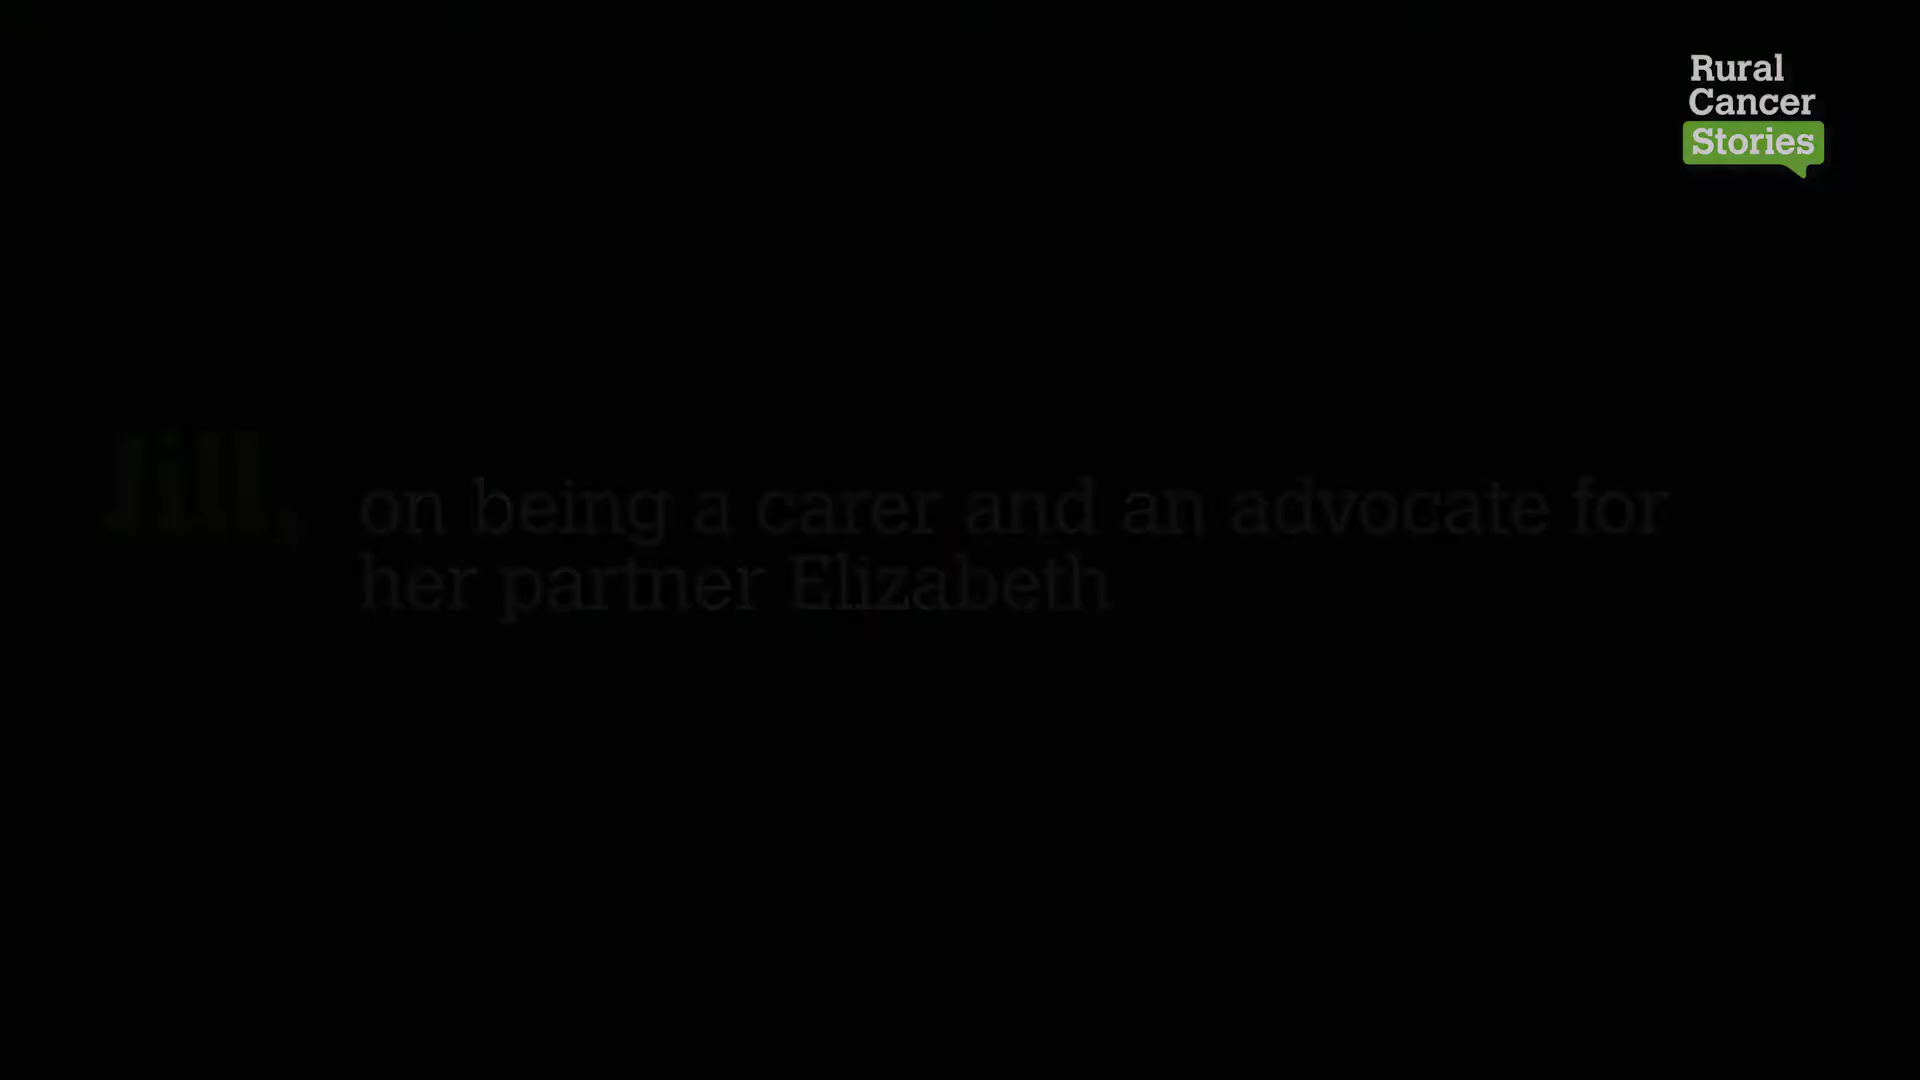 Rural
Cancer
Stories
Jill, on being a carer and an advocate for
her partner Elizabeth